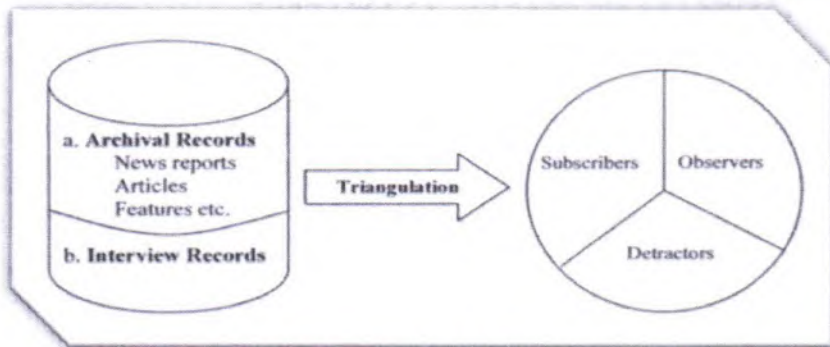 a. Archival Records
News reports
Articles
Features etc.
b. Interview Records
Triangulation
Subscribers
Observers
Detractors